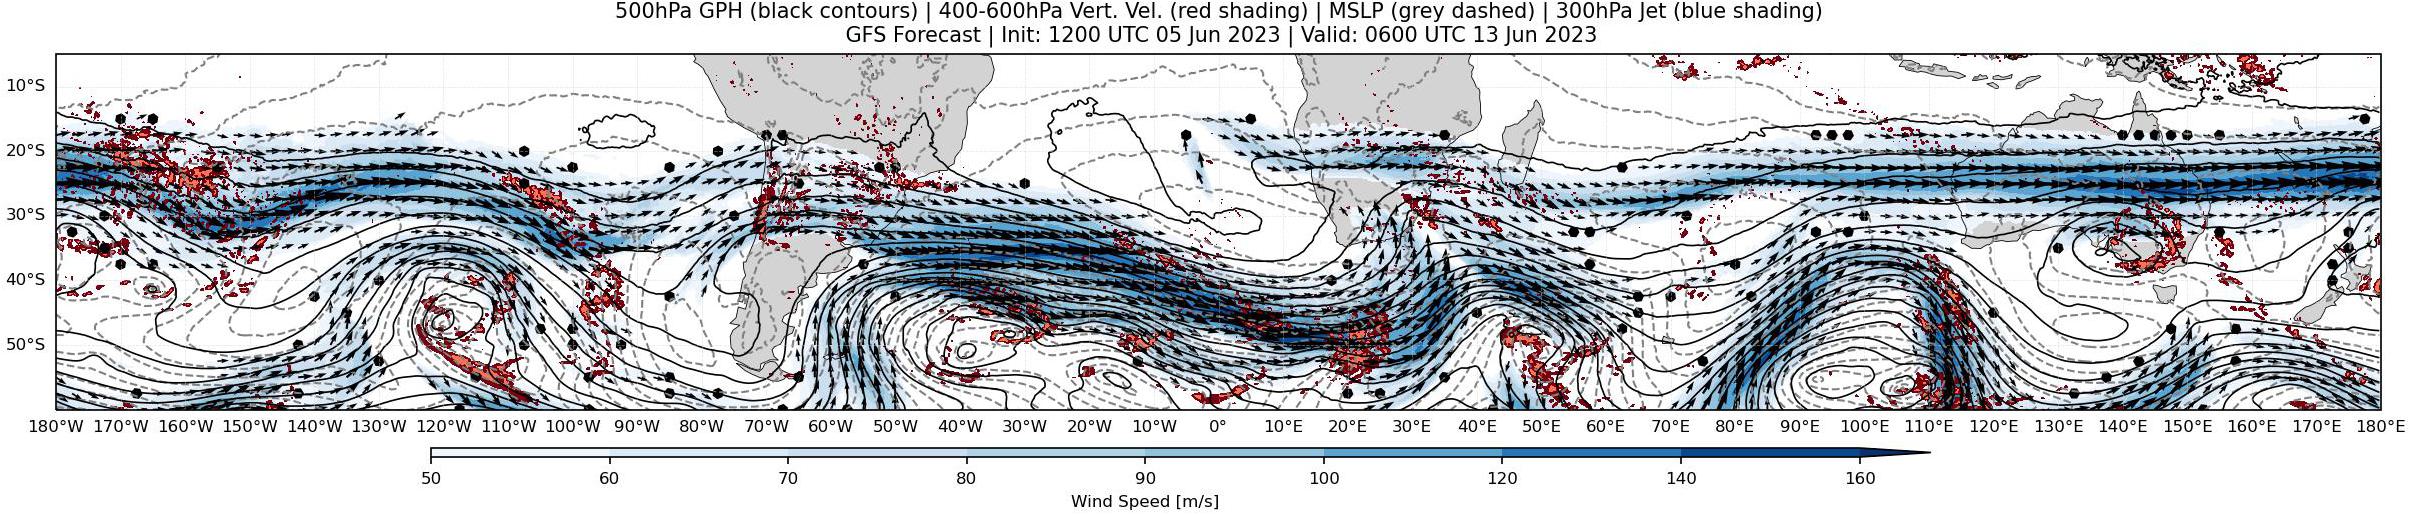 500hPa GPH (black contours) | 400-600hPa Vert. Vel. (red shading) | MSLP (grey dashed) | 300hPa Jet (blue shading)
GFS Forecast | Init: 1200 UTC 05 Jun 2023 | Valid: 0600 UTC 13 Jun 2023
10°S
20°S
30°S
40°S
50°S
180°W 170°W 160°W 150°W 140°W 130°W 120°W 110°W 100°W 90°W 80°W 70°W 60°W 50°W 40°W 30°W 20°W 10°W 0° 10°E 20°E 30°E 40°E 50°E 60°E 70°E 80°E 90°E 100°E 110°E 120°E 130°E 140°E 150°E 160°E 170°E 180°E
50 60 70 80 90 100 120 140 160
Wind Speed [m/s]